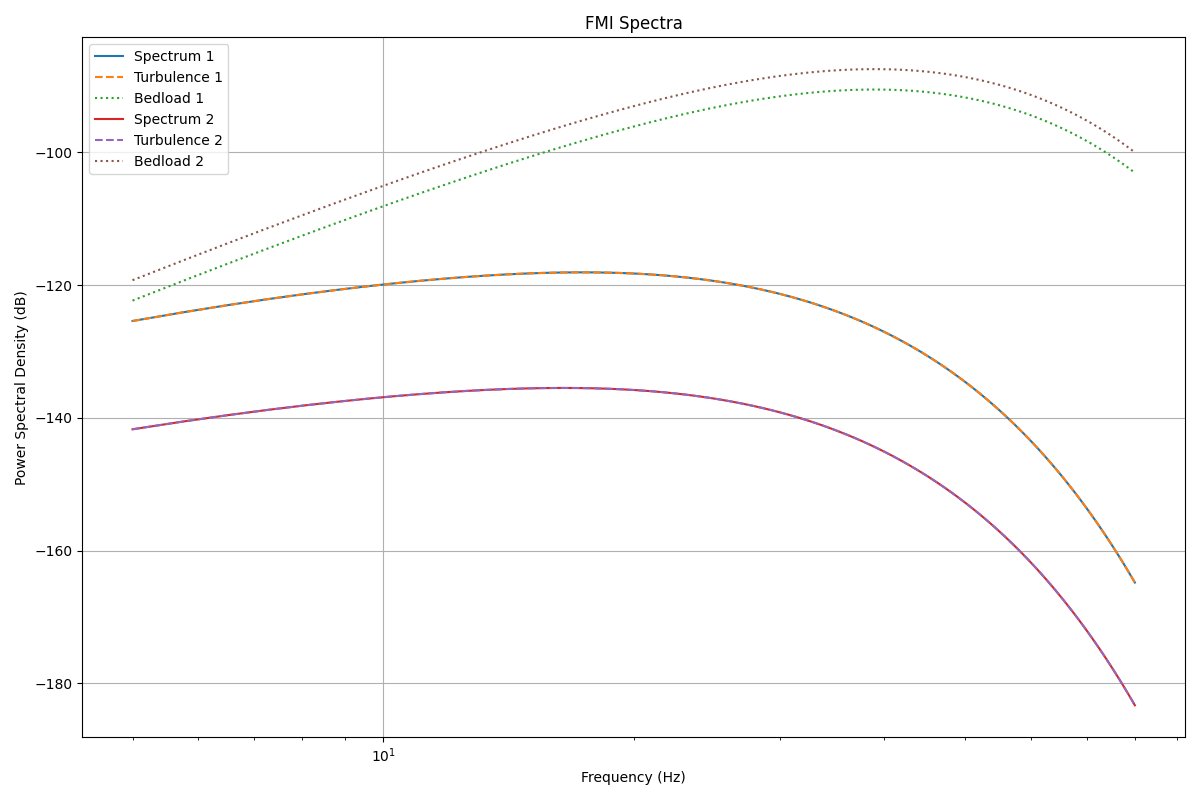 FMI Spectra
Spectrum 1
Turbulence 1
Bedload 1
Spectrum 2
Turbulence 2
Bedload 2
−100
−120
−140
−160
−180
Power Spectral Density (dB)
10¹
Frequency (Hz)